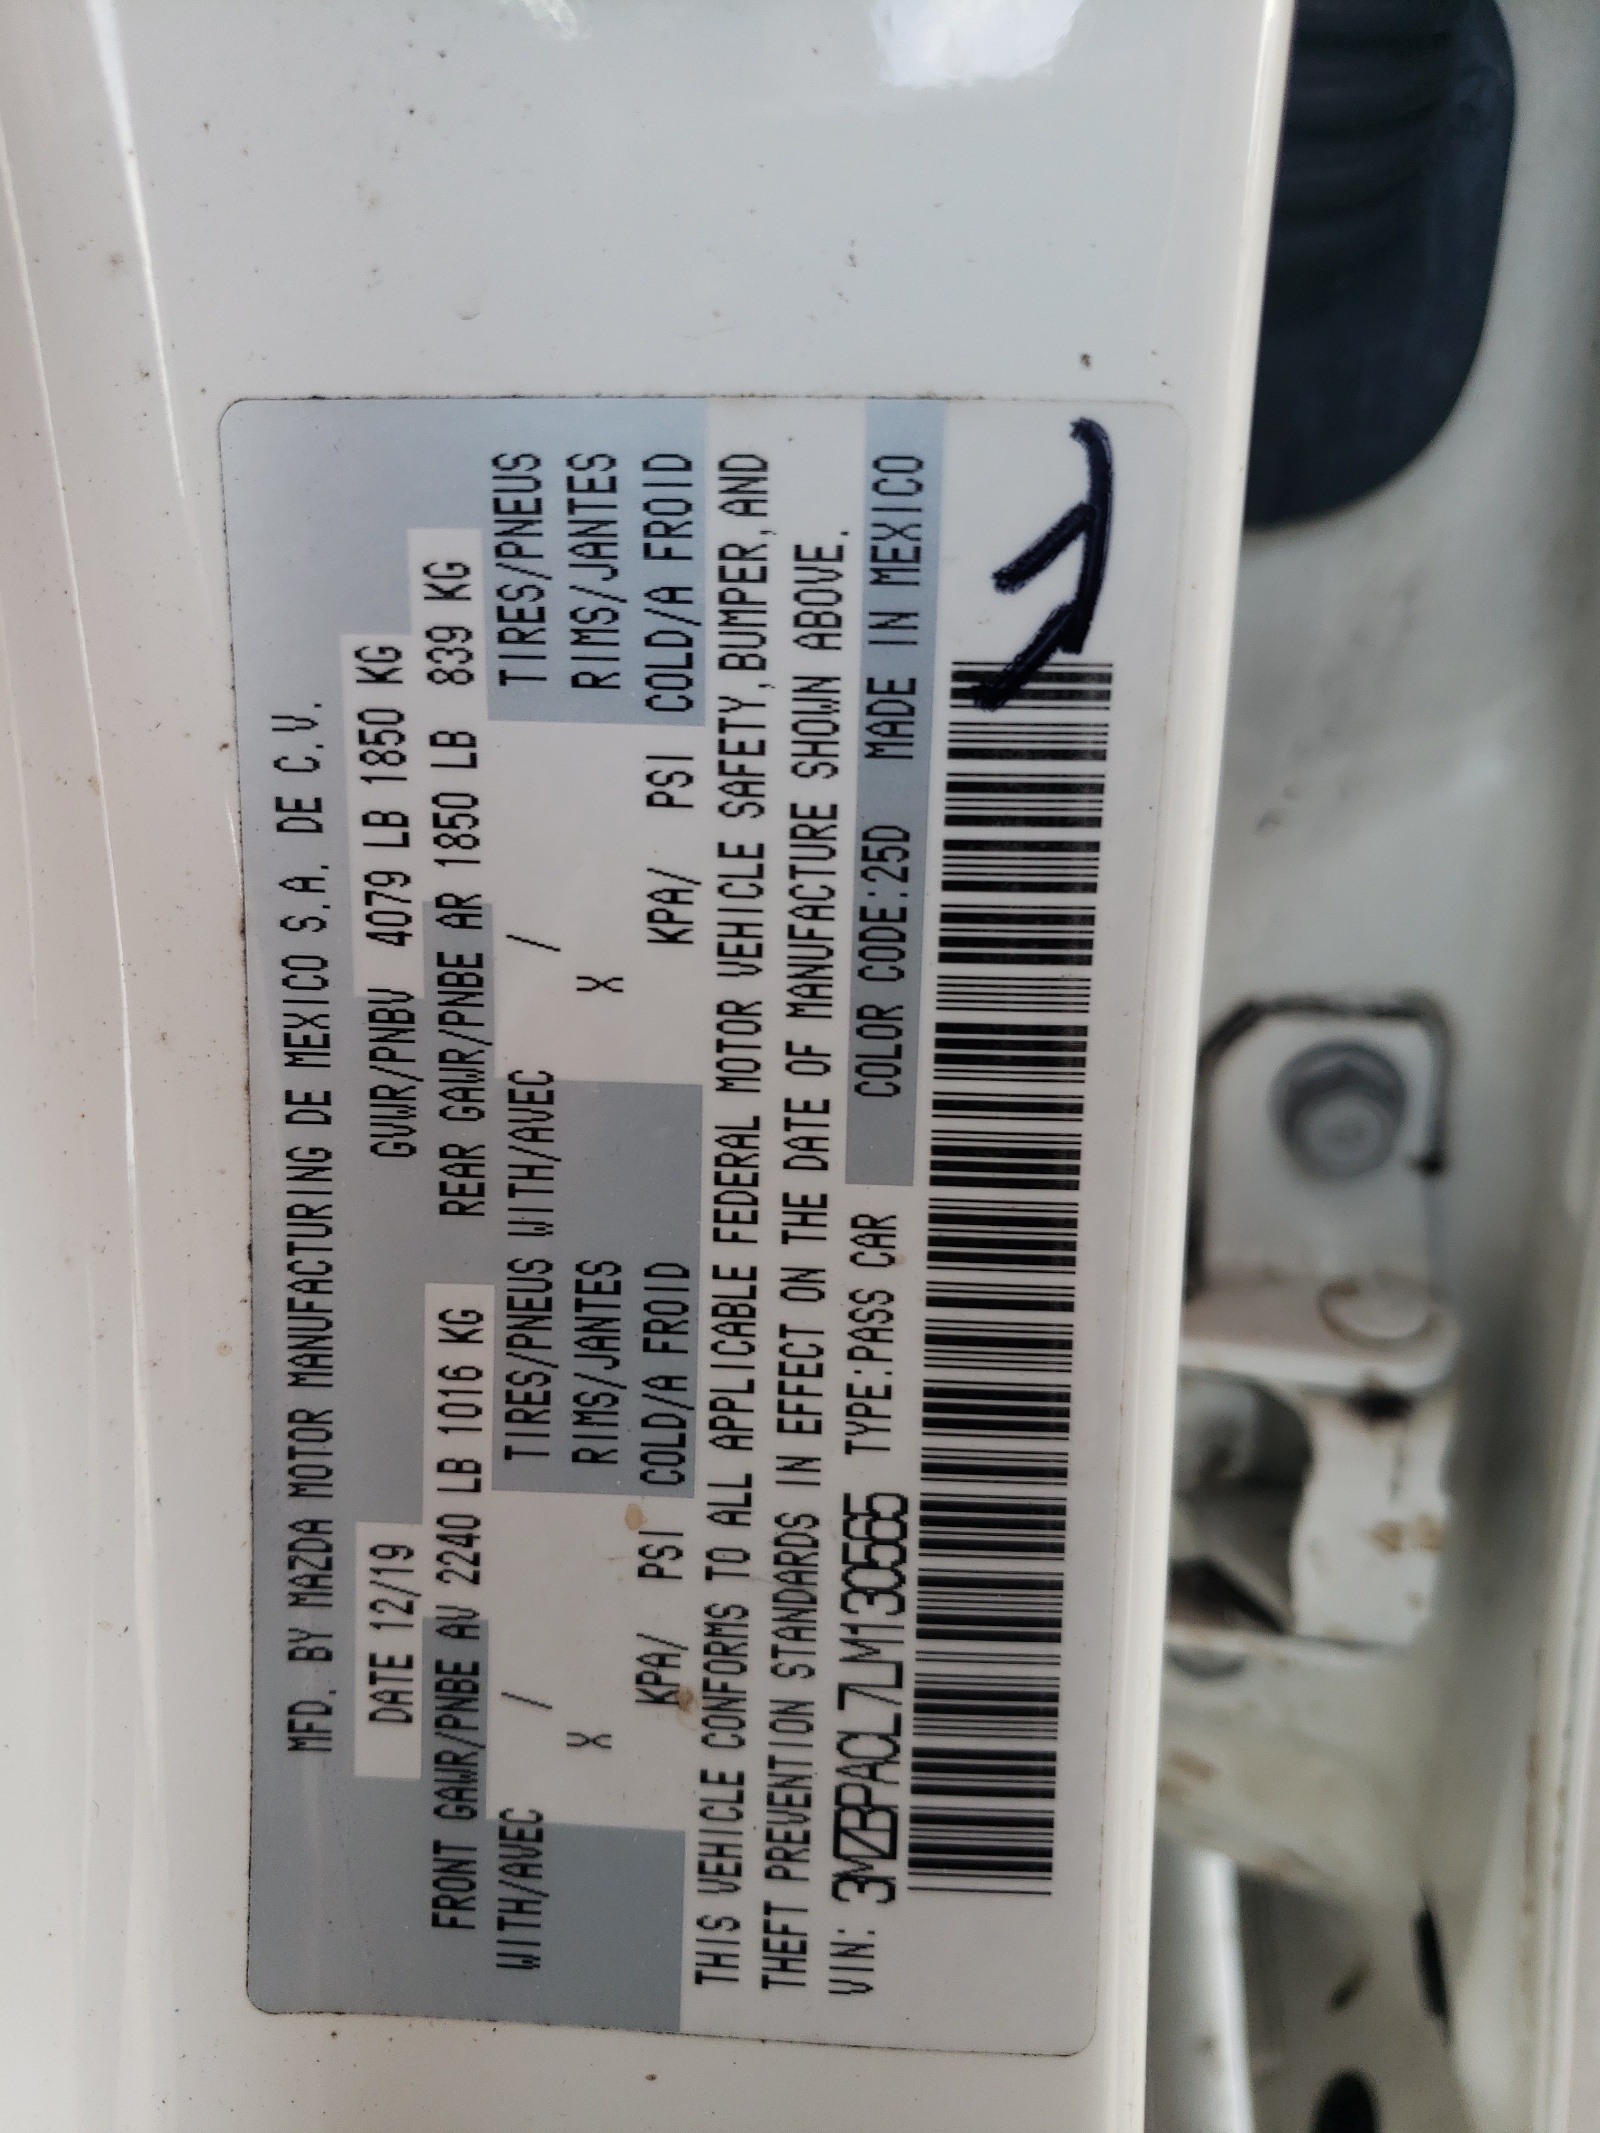 MFD. BY MAZDA MOTOR MANUFACTURING DE MEXICO S.A. DE C.V.
DATE 12/19 GVWR/PNBV 4079 LB 1850 KG
FRONT GAWR/PNBE AV 2240 LB 1016 KG REAR GAWR/PNBE AR 1850 LB 839 KG
WITH/AVEC / TIRES/PNEUS WITH/AVEC / TIRES/PNEUS
X RIMS/JANTES X RIMS/JANTES
KPA/ PSI COLD/A FROID KPA/ PSI COLD/A FROID
THIS VEHICLE CONFORMS TO ALL APPLICABLE FEDERAL MOTOR VEHICLE SAFETY, BUMPER, AND
THEFT PREVENTION STANDARDS IN EFFECT ON THE DATE OF MANUFACTURE SHOWN ABOVE.
VIN: 3MZBPAOL7LM130565 TYPE:PASS CAR COLOR CODE:25D MADE IN MEXICO